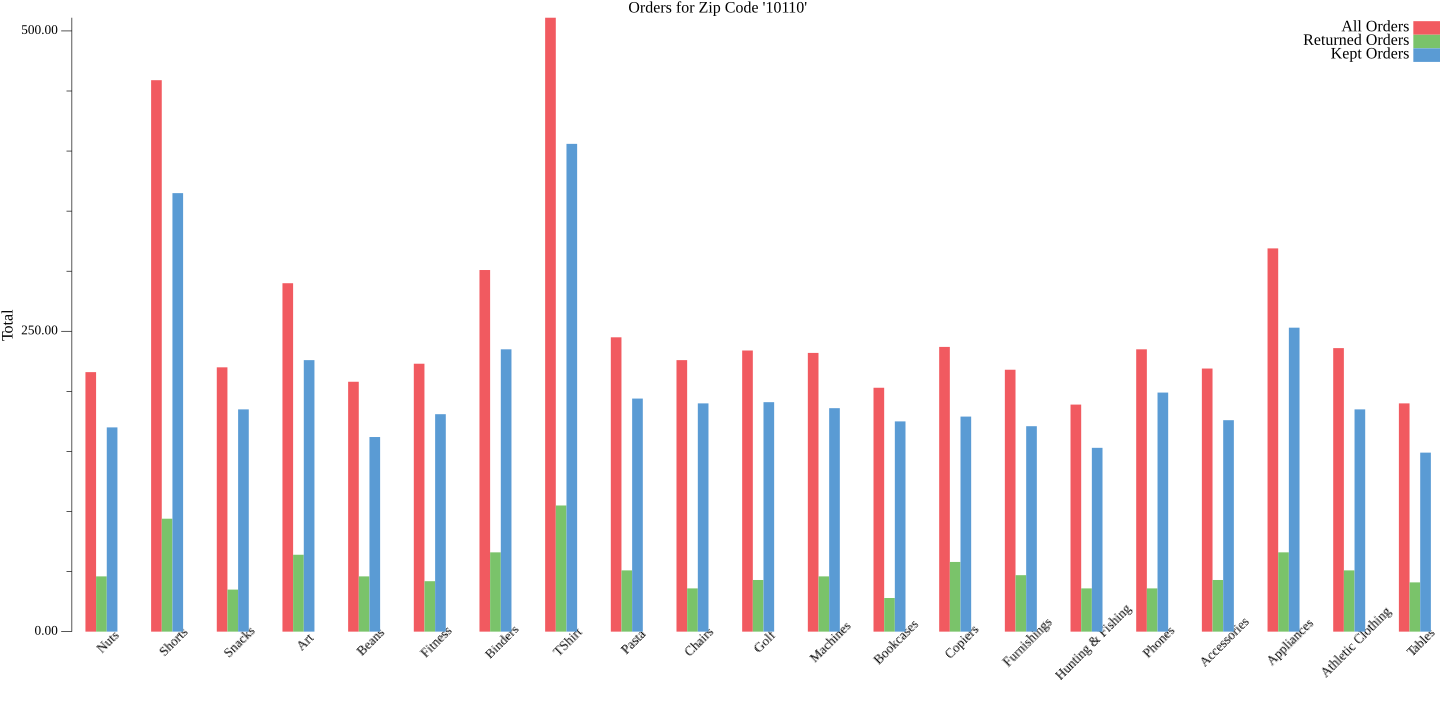 Orders for Zip Code '10110'
All Orders
Returned Orders
Kept Orders
Total
500.00
250.00
0.00
Nuts
Shorts
Snacks
Art
Beans
Fitness
Binders
TShirt
Pasta
Chairs
Golf
Machines
Bookcases
Copiers
Furnishings
Hunting & Fishing
Phones
Accessories
Appliances
Athletic Clothing
Tables